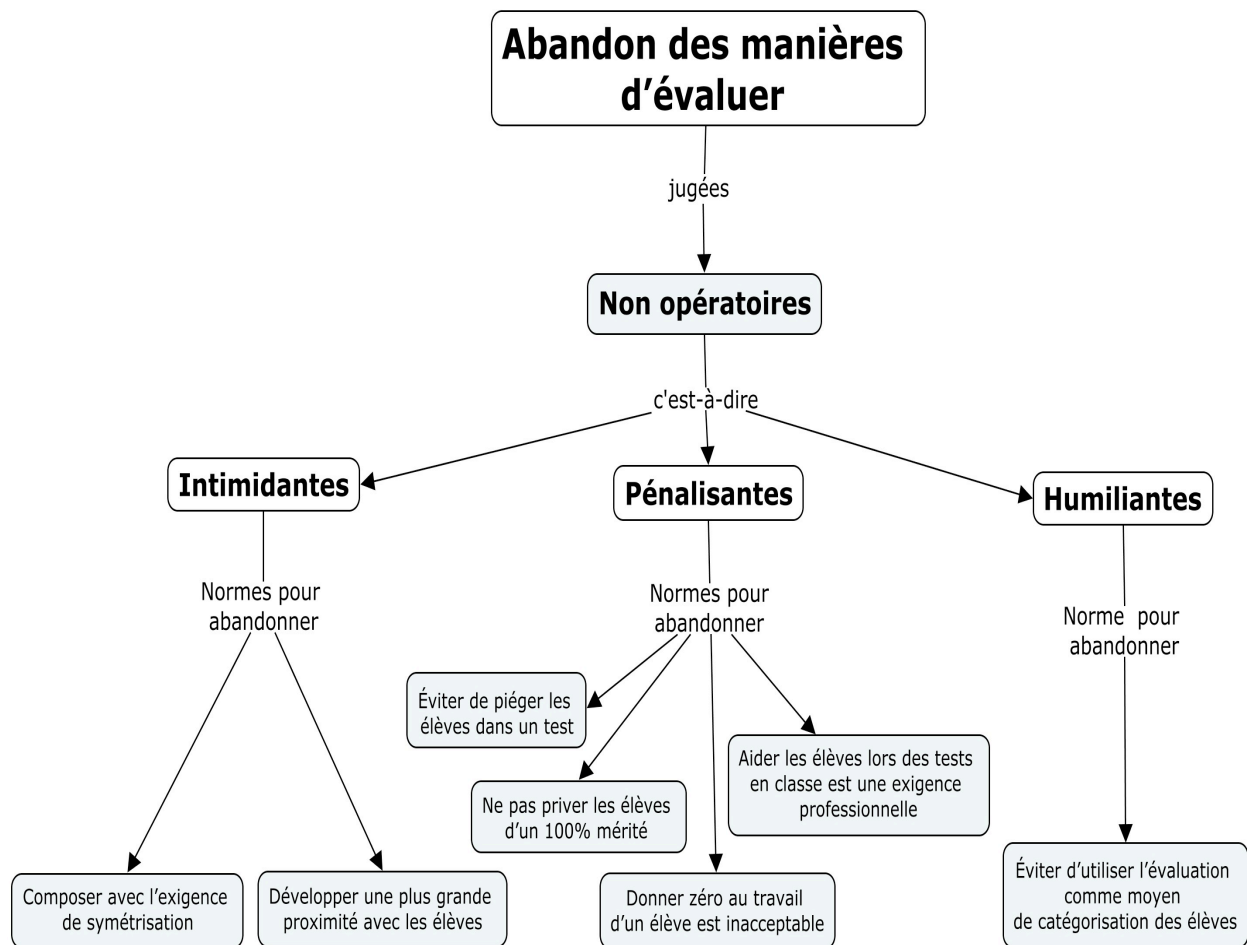 Abandon des manières
d'évaluer
jugées
Non opératoires
c'est-à-dire
Intimidantes
Pénalisantes
Humiliantes
Normes pour
abandonner
Normes pour
abandonner
Norme pour
abandonner
Éviter de piéger les
élèves dans un test
Aider les élèves lors des tests
en classe est une exigence
professionnelle
Ne pas priver les élèves
d'un 100% mérité
Composer avec l'exigence
de symétrisation
Développer une plus grande
proximité avec les élèves
Donner zéro au travail
d'un élève est inacceptable
Éviter d'utiliser l'évaluation
comme moyen
de catégorisation des élèves